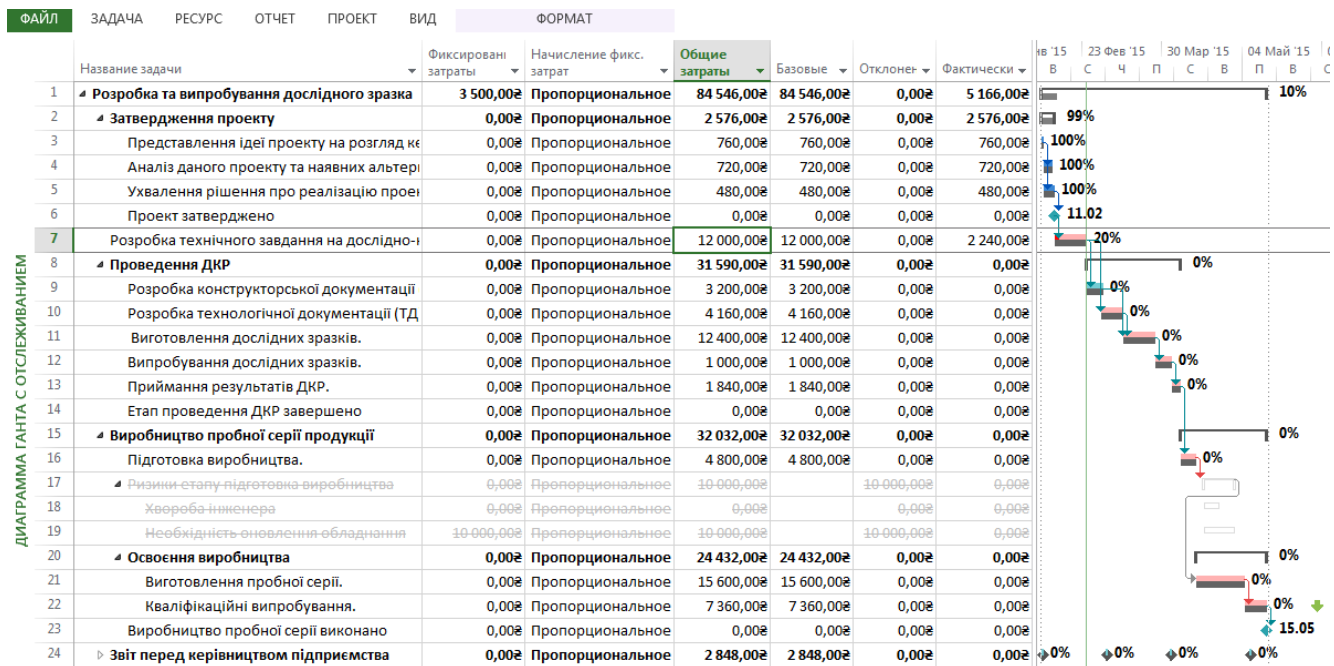 ФАЙЛ ЗАДАЧА РЕСУРС ОТЧЕТ ПРОЕКТ ВИД ФОРМАТ
Фиксировані Начисление фикс. Общие нв '15 23 Фев '15 30 Мар '15 04 Май '15
Название задачи затраты затрат затраты Базовые Отклонен Фактически В С Ч П С В П В С
1 Розробка та випробування дослідного зразка 3 500,00₴ Пропорциональное 84 546,00₴ 84 546,00₴ 0,00₴ 5 166,00₴ 10%
2 Затвердження проекту 0,00₴ Пропорциональное 2 576,00₴ 2 576,00₴ 0,00₴ 2 576,00₴ 99%
3 Представлення ідеї проекту на розгляд ке 0,00₴ Пропорциональное 760,00₴ 760,00₴ 0,00₴ 760,00₴ 100%
4 Аналіз даного проекту та наявних альтер 0,00₴ Пропорциональное 720,00₴ 720,00₴ 0,00₴ 720,00₴ 100%
5 Ухвалення рішення про реалізацію проек 0,00₴ Пропорциональное 480,00₴ 480,00₴ 0,00₴ 480,00₴ 100%
6 Проект затверджено 0,00₴ Пропорциональное 0,00₴ 0,00₴ 0,00₴ 0,00₴ 11.02
7 Розробка технічного завдання на дослідно-к 0,00₴ Пропорциональное 12 000,00₴ 12 000,00₴ 0,00₴ 2 240,00₴ 20%
8 Проведення ДКР 0,00₴ Пропорциональное 31 590,00₴ 31 590,00₴ 0,00₴ 0,00₴ 0%
9 Розробка конструкторської документації 0,00₴ Пропорциональное 3 200,00₴ 3 200,00₴ 0,00₴ 0,00₴ 0%
10 Розробка технологічної документації (ТД 0,00₴ Пропорциональное 4 160,00₴ 4 160,00₴ 0,00₴ 0,00₴ 0%
11 Виготовлення дослідних зразків. 0,00₴ Пропорциональное 12 400,00₴ 12 400,00₴ 0,00₴ 0,00₴ 0%
12 Випробування дослідних зразків. 0,00₴ Пропорциональное 1 000,00₴ 1 000,00₴ 0,00₴ 0,00₴ 0%
13 Приймання результатів ДКР. 0,00₴ Пропорциональное 1 840,00₴ 1 840,00₴ 0,00₴ 0,00₴ 0%
14 Етап проведення ДКР завершено 0,00₴ Пропорциональное 0,00₴ 0,00₴ 0,00₴ 0,00₴
15 Виробництво пробної серії продукції 0,00₴ Пропорциональное 32 032,00₴ 32 032,00₴ 0,00₴ 0,00₴ 0%
16 Підготовка виробництва. 0,00₴ Пропорциональное 4 800,00₴ 4 800,00₴ 0,00₴ 0,00₴ 0%
17 Ризики етапу підготовка виробництва 0,00₴ Пропорциональное 10 000,00₴ 10 000,00₴ 0,00₴
18 Хвороба інженера 0,00₴ Пропорциональное 0,00₴ 0,00₴ 0,00₴
19 Необхідність оновлення обладнання 10 000,00₴ Пропорциональное 10 000,00₴ 10 000,00₴ 0,00₴
20 Освоєння виробництва 0,00₴ Пропорциональное 24 432,00₴ 24 432,00₴ 0,00₴ 0,00₴ 0%
21 Виготовлення пробної серії. 0,00₴ Пропорциональное 15 600,00₴ 15 600,00₴ 0,00₴ 0,00₴ 0%
22 Кваліфікаційні випробування. 0,00₴ Пропорциональное 7 360,00₴ 7 360,00₴ 0,00₴ 0,00₴ 0%
23 Виробництво пробної серії виконано 0,00₴ Пропорциональное 0,00₴ 0,00₴ 0,00₴ 0,00₴ 15.05
24 Звіт перед керівництвом підприємства 0,00₴ Пропорциональное 2 848,00₴ 2 848,00₴ 0,00₴ 0,00₴ 0% 0% 0% 0%
ДИАГРАММА ГАНТА С ОТСЛЕЖИВАНИЕМ